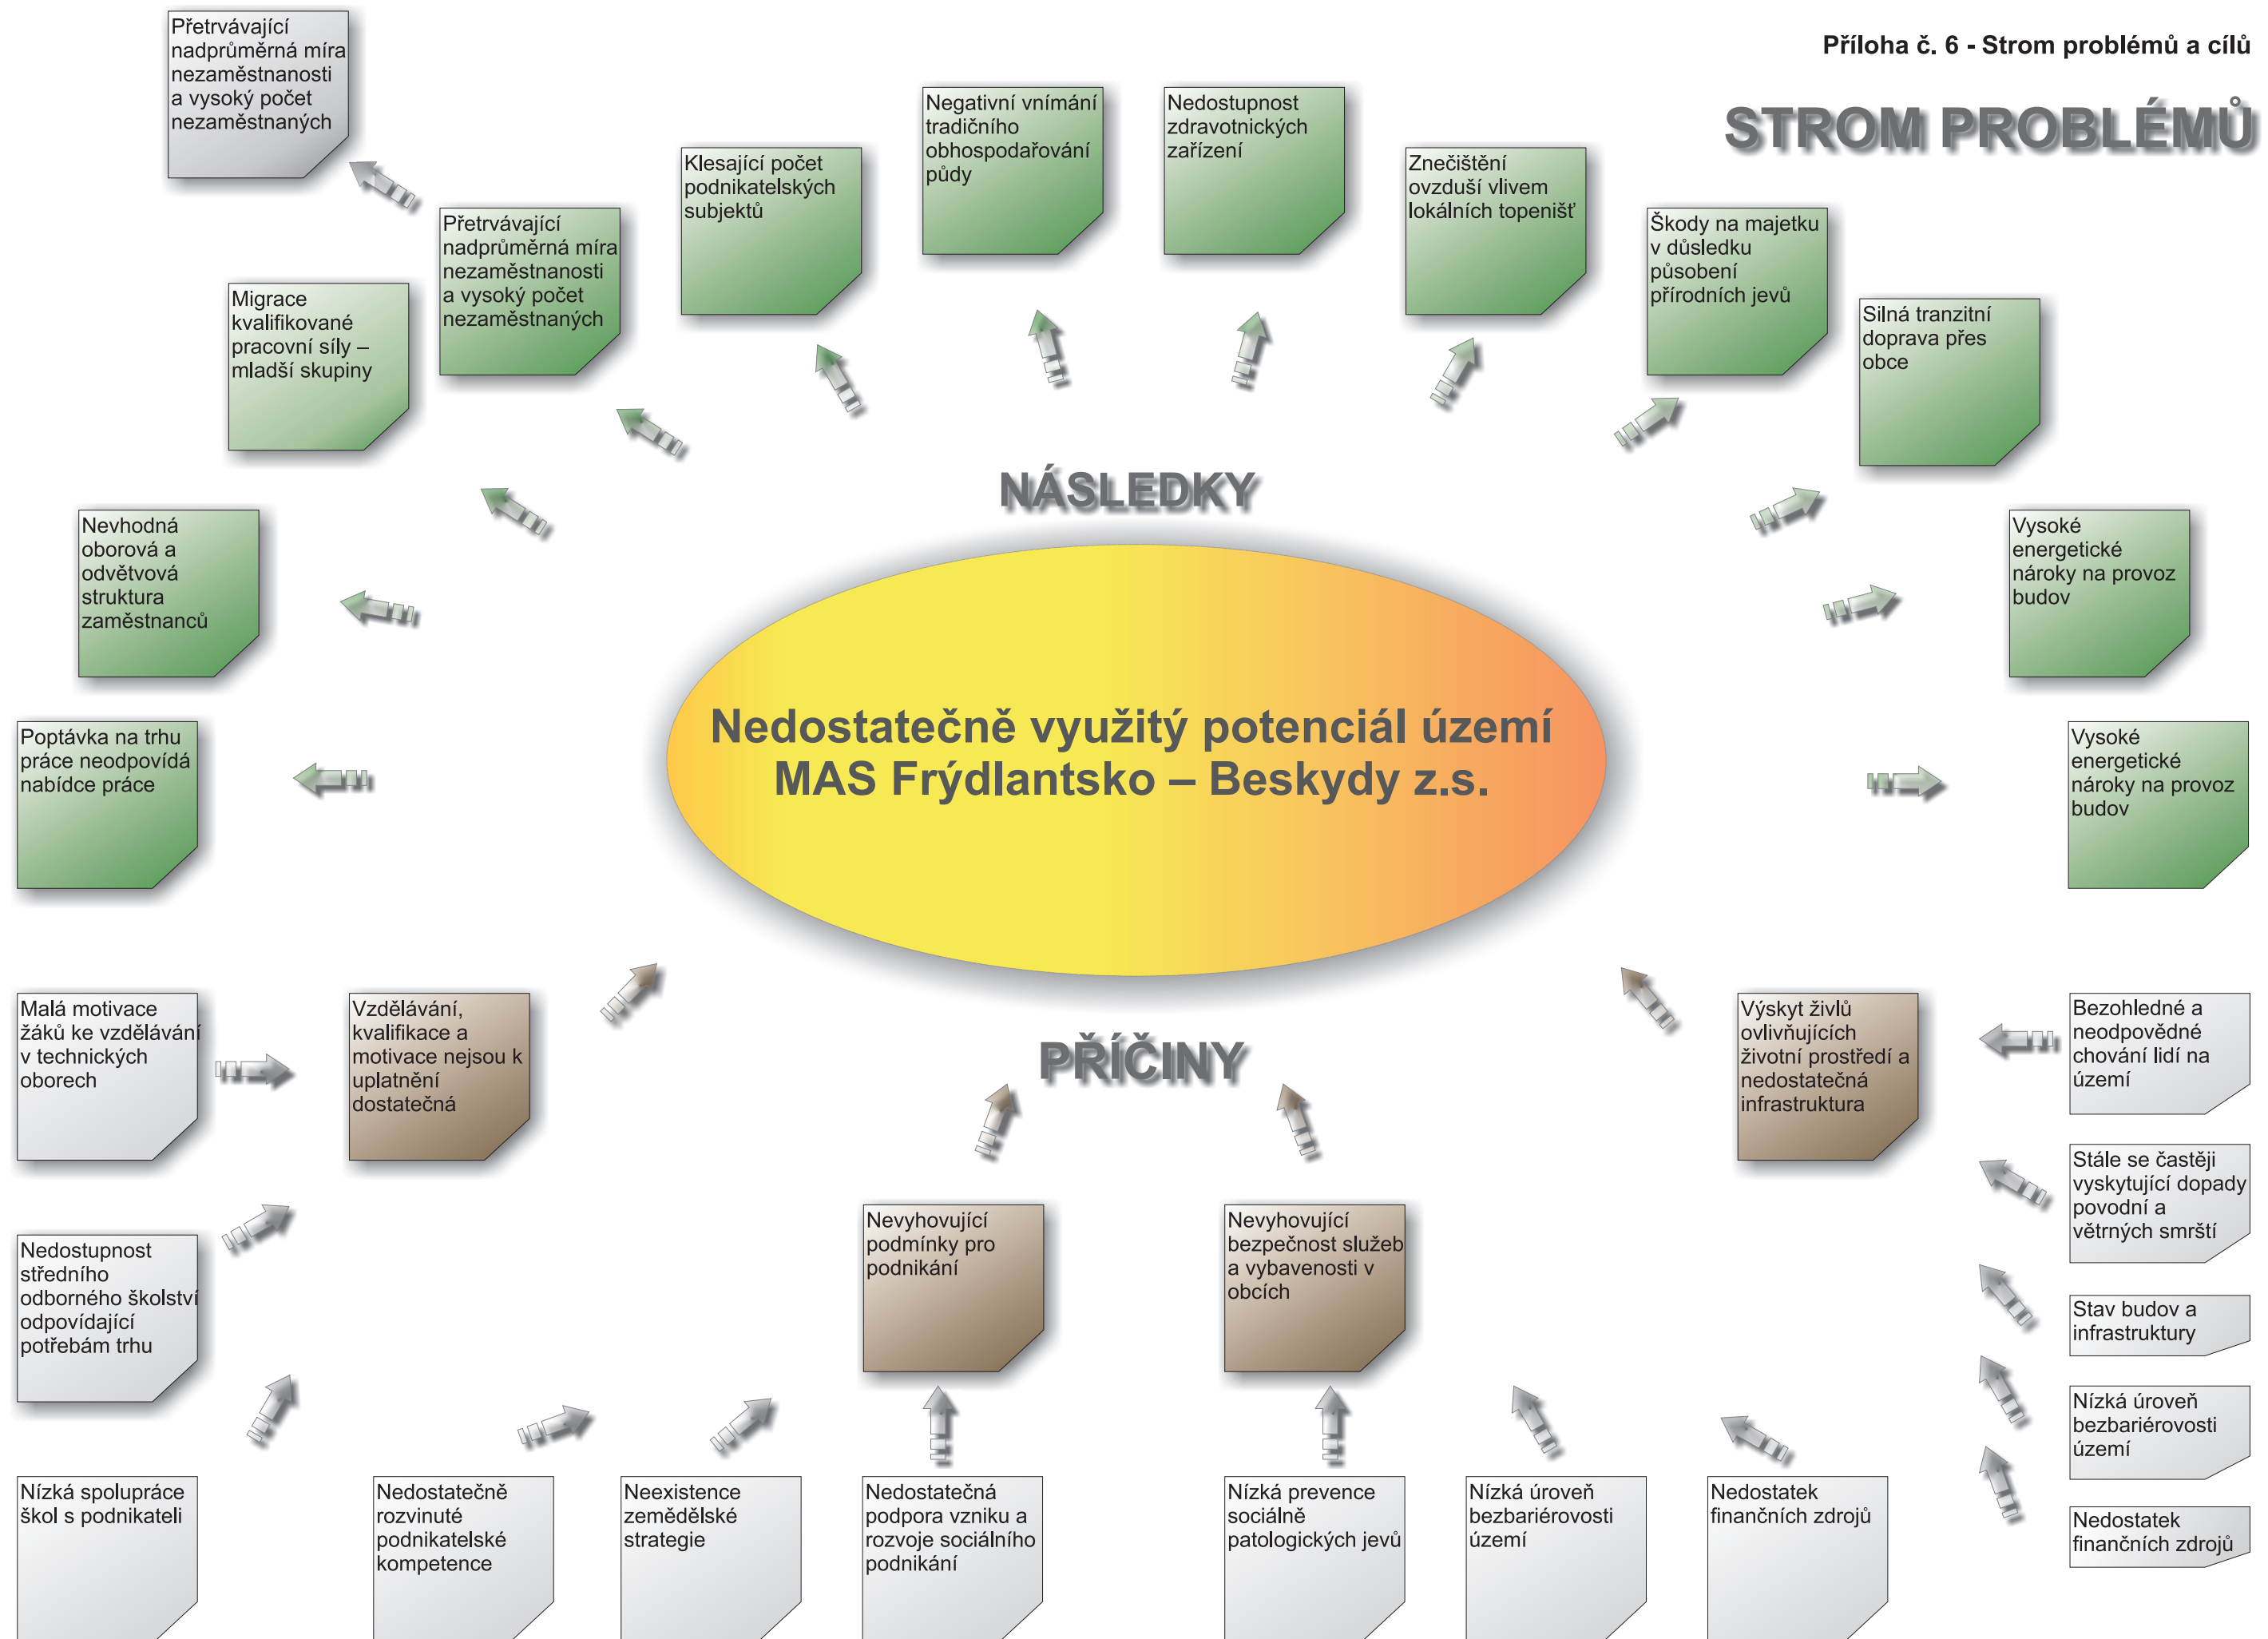 Příloha č. 6 - Strom problémů a cílů
STROM PROBLÉMŮ
Přetrvávající
nadprůměrná míra
nezaměstnanosti
a vysoký počet
nezaměstnaných
Přetrvávající
nadprůměrná míra
nezaměstnanosti
a vysoký počet
nezaměstnaných
Klesající počet
podnikatelských
subjektů
Negativní vnímání
tradičního
obhospodařování
půdy
Nedostupnost
zdravotnických
zařízení
Znečištění
ovzduší vlivem
lokálních topenišť
Škody na majetku
v důsledku
působení
přírodních jevů
Silná tranzitní
doprava přes
obce
Migrace
kvalifikované
pracovní síly –
mladší skupiny
NÁSLEDKY
Nevhodná
oborová a
odvětvová
struktura
zaměstnanců
Vysoké
energetické
nároky na provoz
budov
Poptávka na trhu
práce neodpovídá
nabídce práce
Nedostatečně využitý potenciál území
MAS Frýdlantsko – Beskydy z.s.
Vysoké
energetické
nároky na provoz
budov
PŘÍČINY
Malá motivace
žáků ke vzdělávání
v technických
oborech
Vzdělávání,
kvalifikace a
motivace nejsou k
uplatnění
dostatečná
Výskyt živlů
ovlivňujících
životní prostředí a
nedostatečná
infrastruktura
Bezohledné a
neodpovědné
chování lidí na
území
Stále se častěji
vyskytující dopady
povodní a
větrných smrští
Nedostupnost
středního
odborného školství
odpovídající
potřebám trhu
Nevyhovující
podmínky pro
podnikání
Nevyhovující
bezpečnost služeb
a vybavenosti v
obcích
Stav budov a
infrastruktury
Nízká úroveň
bezbariérovosti
území
Nízká spolupráce
škol s podnikateli
Nedostatečně
rozvinuté
podnikatelské
kompetence
Neexistence
zemědělské
strategie
Nedostatečná
podpora vzniku a
rozvoje sociálního
podnikání
Nízká prevence
sociálně
patologických jevů
Nízká úroveň
bezbariérovosti
území
Nedostatek
finančních zdrojů
Nedostatek
finančních zdrojů